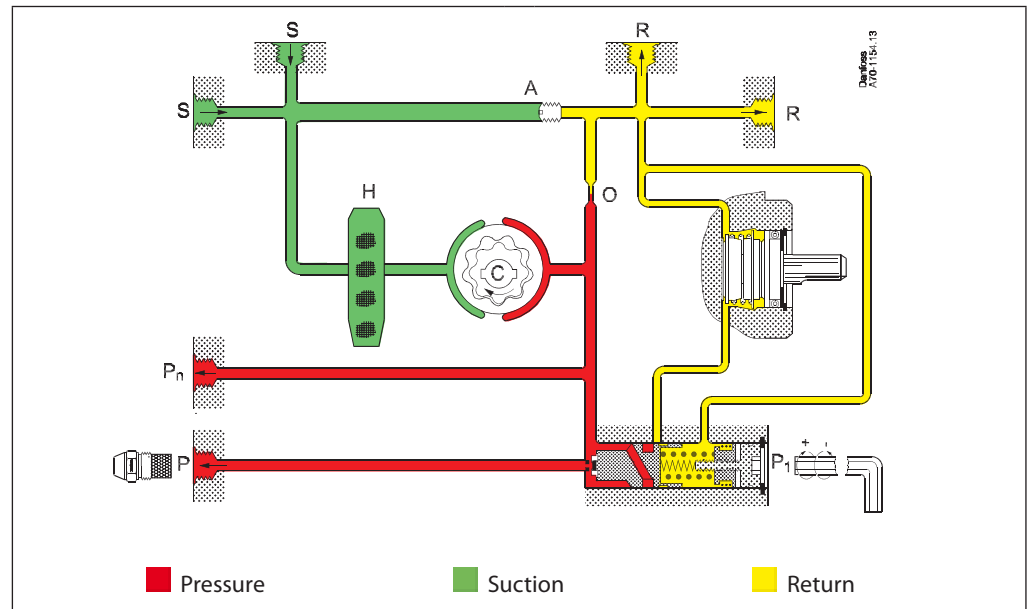 S
R
Danfoss
A70-1154.13
A
S
R
H
O
C
Pn
P
P1
+ -
Pressure
Suction
Return